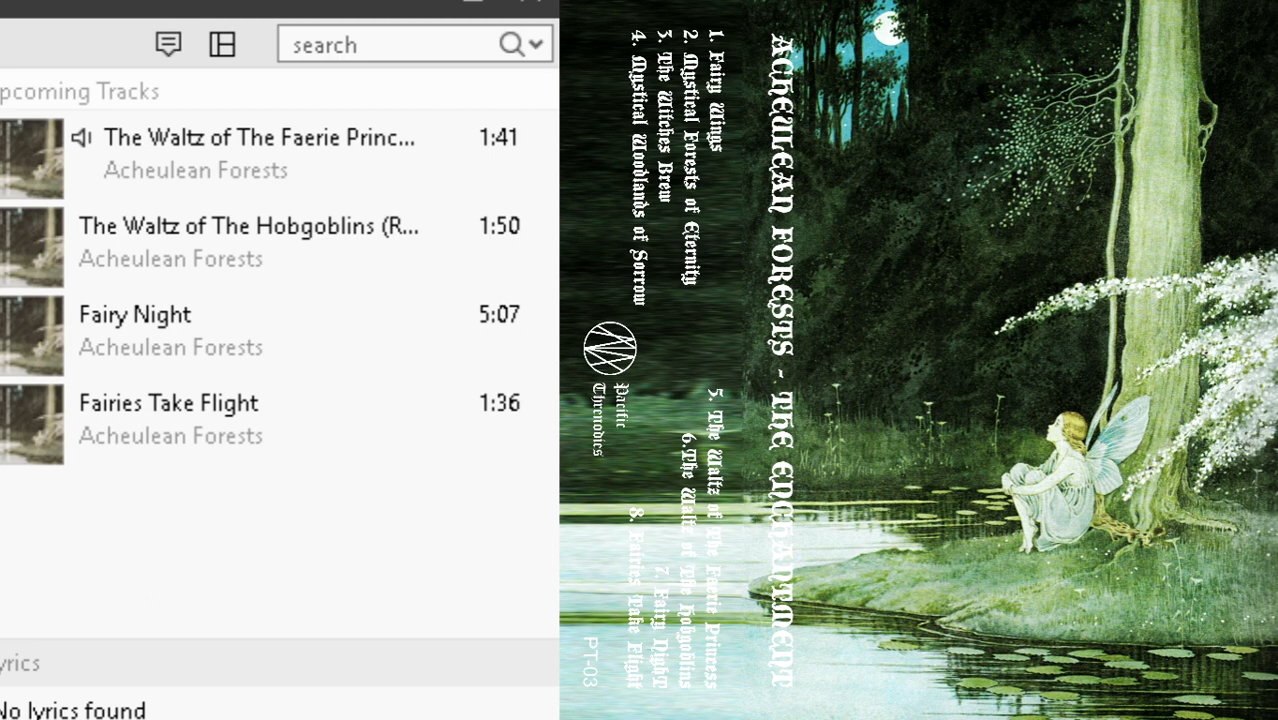 search
pcoming Tracks
The Waltz of The Faerie Princ...
1:41
Acheulean Forests
The Waltz of The Hobgoblins (R...
1:50
Acheulean Forests
Fairy Night
5:07
Acheulean Forests
Fairies Take Flight
1:36
Acheulean Forests
yrics
No lyrics found
ACHEULEAN FORESTS - THE ENCHANTMENT
1. Fairy Wings
2. Mystical Forests of Eternity
3. The Witches Brew
4. Mystical Woodlands of Sorrow
Pacific
Threnodies
5. The Waltz of The Faerie Princess
6.The Waltz of The Hobgoblins
7. Fairy Night
8. Fairies Take Flight
PT-03